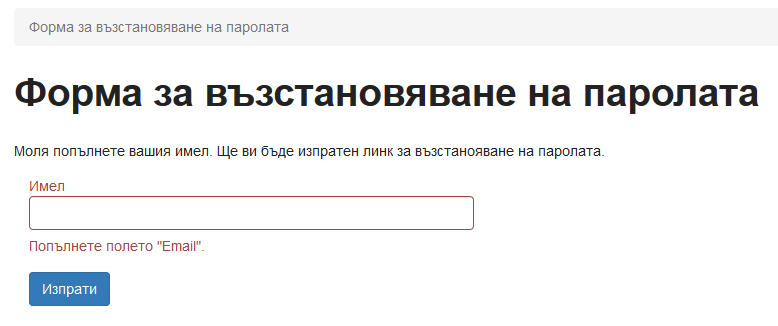 Форма за възстановяване на паролата
Форма за възстановяване на паролата
Моля попълнете вашия имел. Ще ви бъде изпратен линк за възстанояване на паролата.
Имел
Попълнете полето "Email".
Изпрати